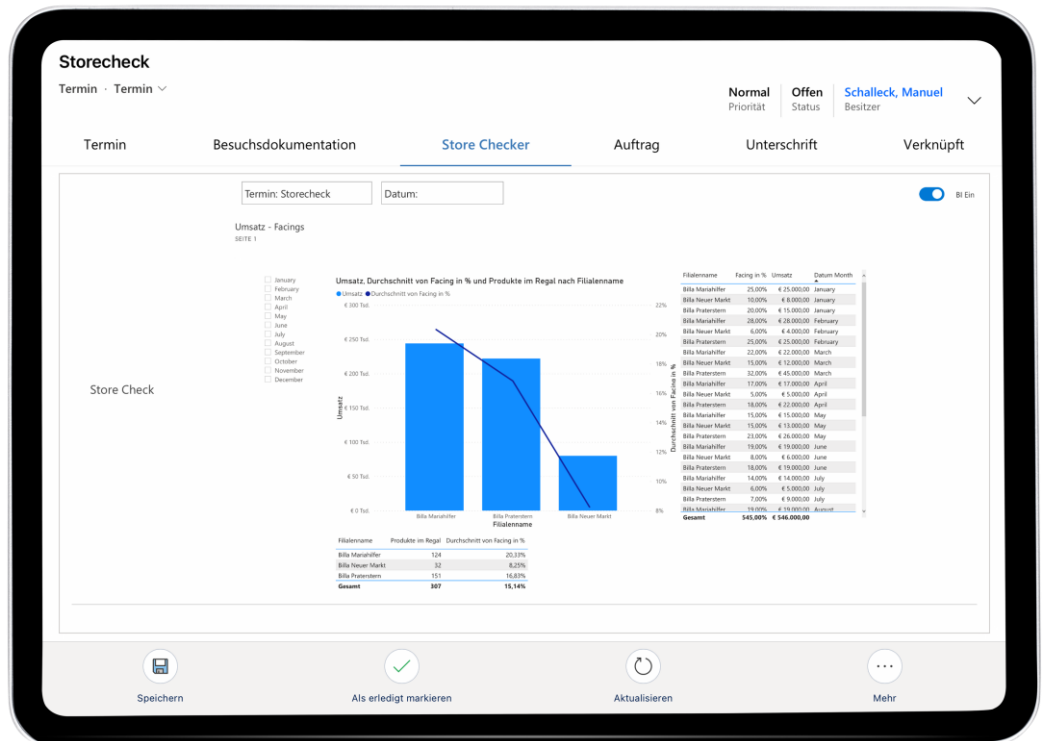 Storecheck
Termin · Termin
Normal Offen Schalleck, Manuel
Priorität Status Besitzer
Termin Besuchsdokumentation Store Checker Auftrag Unterschrift Verknüpft
Termin: Storecheck Datum: BI Ein
Umsatz - Facings
SEITE 1
Store Check
January
February
March
April
May
June
July
August
September
October
November
December
Umsatz, Durchschnitt von Facing in % und Produkte im Regal nach Filialenname
Umsatz Durchschnitt von Facing in %
€ 300 Tsd.
€ 250 Tsd.
€ 200 Tsd.
€ 150 Tsd.
€ 100 Tsd.
€ 50 Tsd.
€ 0 Tsd.
Umsatz
22%
20%
18%
16%
14%
12%
10%
8%
Durchschnitt von Facing in %
Billa Mariahilfer Billa Praterstern Billa Neuer Markt
Filialenname
Filialenname Produkte im Regal Durchschnitt von Facing in %
Billa Mariahilfer 124 20,33%
Billa Neuer Markt 32 8,25%
Billa Praterstern 151 16,83%
Gesamt 307 15,14%
Filialenname Facing in % Umsatz Datum Month
Billa Mariahilfer 25,00% € 25.000,00 January
Billa Neuer Markt 10,00% € 8.000,00 January
Billa Praterstern 20,00% € 15.000,00 January
Billa Mariahilfer 28,00% € 28.000,00 February
Billa Neuer Markt 6,00% € 4.000,00 February
Billa Praterstern 25,00% € 25.000,00 February
Billa Mariahilfer 22,00% € 22.000,00 March
Billa Neuer Markt 15,00% € 12.000,00 March
Billa Praterstern 32,00% € 45.000,00 March
Billa Mariahilfer 17,00% € 17.000,00 April
Billa Neuer Markt 5,00% € 5.000,00 April
Billa Praterstern 18,00% € 22.000,00 April
Billa Mariahilfer 15,00% € 15.000,00 May
Billa Neuer Markt 15,00% € 13.000,00 May
Billa Praterstern 23,00% € 26.000,00 May
Billa Mariahilfer 19,00% € 19.000,00 June
Billa Neuer Markt 8,00% € 6.000,00 June
Billa Praterstern 18,00% € 19.000,00 June
Billa Mariahilfer 14,00% € 14.000,00 July
Billa Neuer Markt 6,00% € 5.000,00 July
Billa Praterstern 7,00% € 9.000,00 July
Billa Mariahilfer 19,00% € 19.000,00 August
Gesamt 545,00% € 546.000,00
Speichern Als erledigt markieren Aktualisieren Mehr